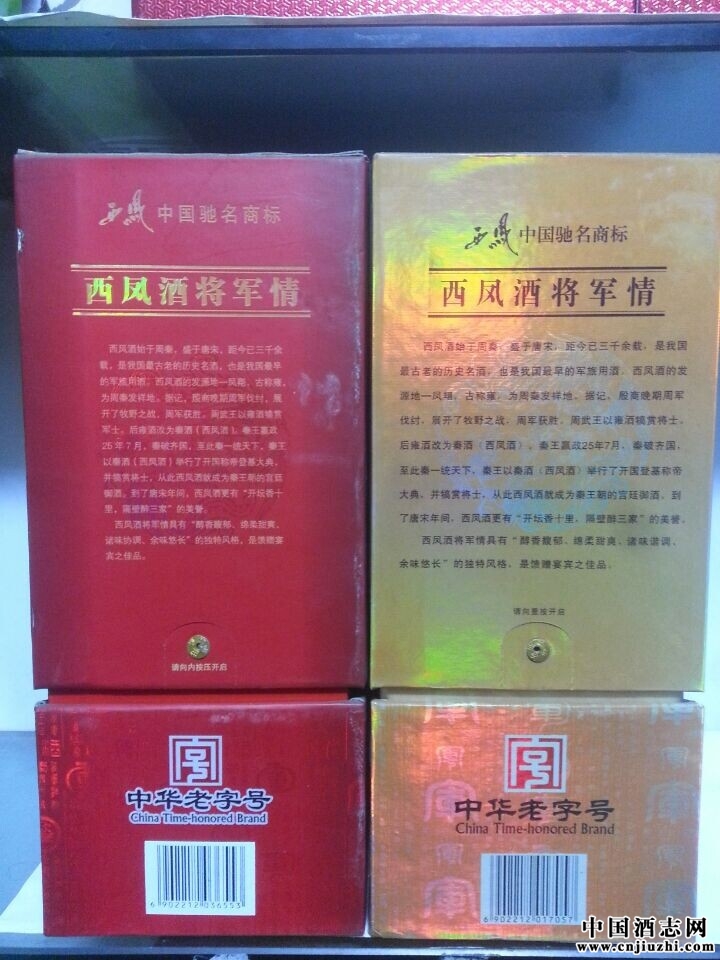 西凤 中国驰名商标
西凤酒将军情
西凤酒始于周秦，盛于唐宋，距今已三千余
载，是我国最古老的历史名酒，也是我国最早
的军旅用酒。西凤酒的发源地一凤翔，古称雍，
为周秦发祥地。据记，殷商晚期周军伐纣，展
开了牧野之战，周军获胜，周武王以雍酒犒赏
军士。后雍酒改为秦酒（西凤酒）。秦王嬴政
25年7月，秦破齐国，至此秦一统天下，秦王
以秦酒（西凤酒）举行了开国称帝登基大典，
并犒赏将士，从此西凤酒就成为秦王朝的宫廷
御酒。到了唐宋年间，西凤酒更有“开坛香十
里，隔壁醉三家”的美誉。
西凤酒将军情具有“醇香馥郁、绵柔甜爽、
诸味协调、余味悠长”的独特风格，是馈赠宴
宾之佳品。
请向内按压开启
中华老字号
China Time-honored Brand
6 902212 036553
西凤 中国驰名商标
西凤酒将军情
西凤酒始于周秦，盛于唐宋，距今已三千余载，是我国
最古老的历史名酒，也是我国最早的军旅用酒。西凤酒的发
源地一凤翔，古称雍，为周秦发祥地。据记，殷商晚期周军
伐纣，展开了牧野之战，周军获胜，周武王以雍酒犒赏将士，
后雍酒改为秦酒（西凤酒）。秦王嬴政25年7月，秦破齐国，
至此秦一统天下，秦王以秦酒（西凤酒）举行了开国登基称帝
大典，并犒赏将士，从此西凤酒就成为秦王朝的宫廷御酒。到
了唐宋年间，西凤酒更有“开坛香十里，隔壁醉三家”的美誉。
西凤酒将军情具有“醇香馥郁、绵柔甜爽、诸味谐调、
余味悠长”的独特风格，是馈赠宴宾之佳品。
请向里按开启
中华老字号
China Time-honored Brand
6 902212 017057
中国酒志网
www.cnjiuzhi.com